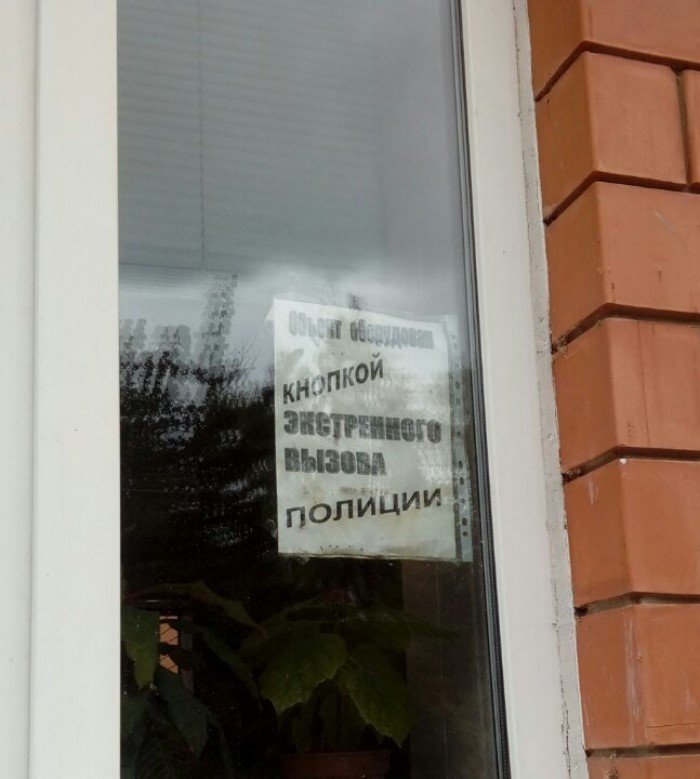 Объект оборудован
кнопкой
экстренного
вызова
полиции